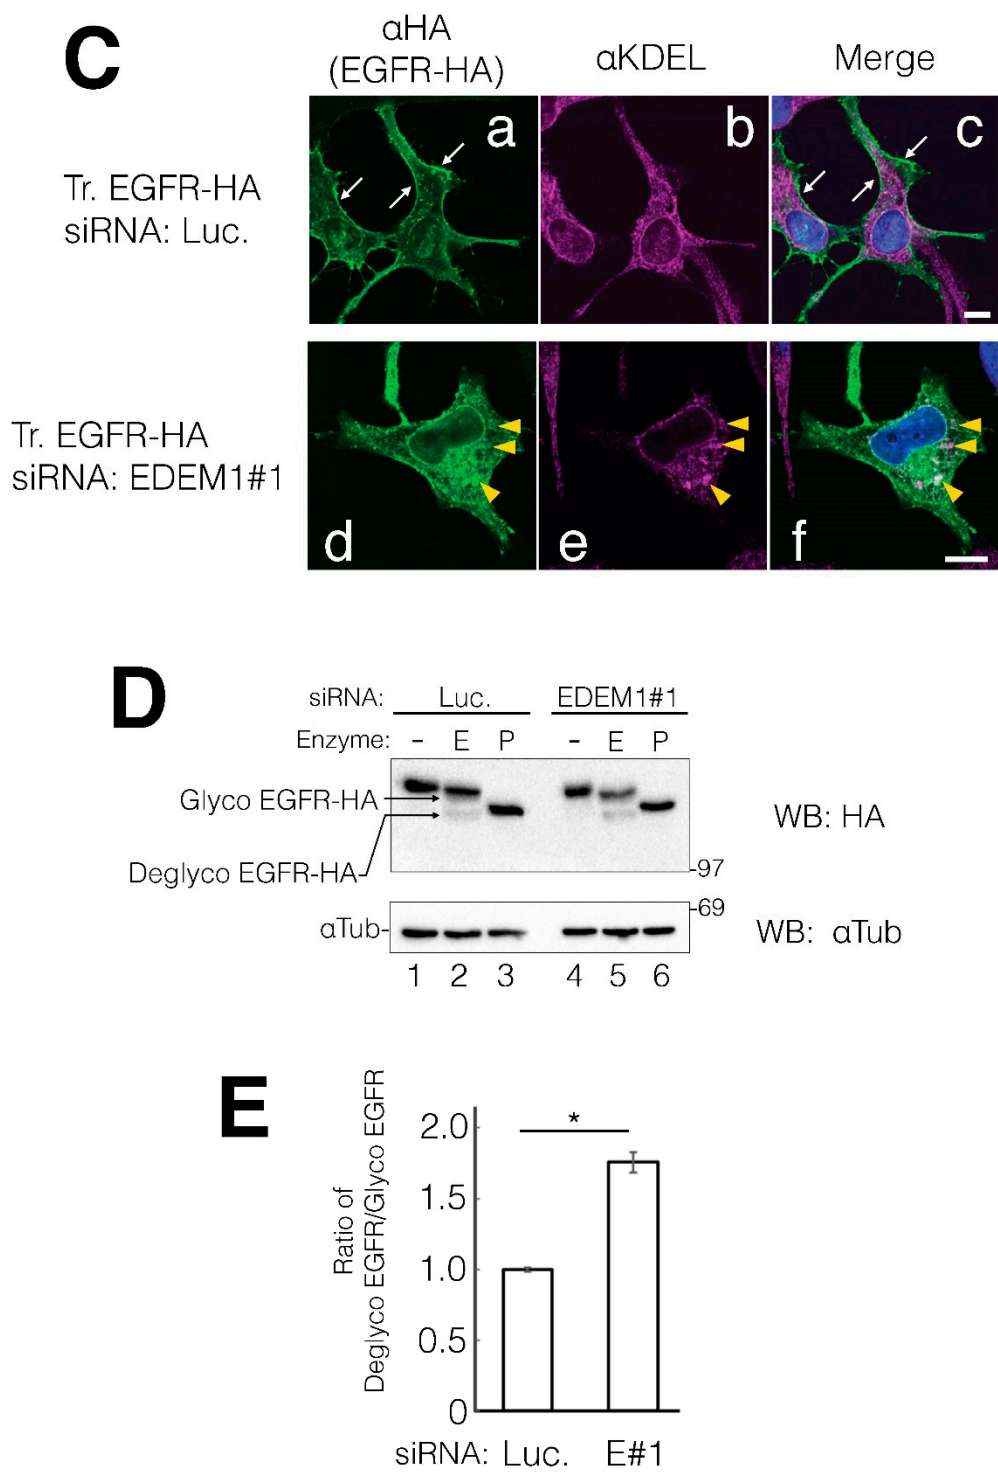 C
αHA
(EGFR-HA)
αKDEL
Merge
Tr. EGFR-HA
siRNA: Luc.
a
b
c
Tr. EGFR-HA
siRNA: EDEM1#1
d
e
f
D
siRNA: Luc. EDEM1#1
Enzyme: - E P - E P
Glyco EGFR-HA
Deglyco EGFR-HA
WB: HA
-97
-69
αTub-
WB: αTub
1 2 3 4 5 6
E
Ratio of
Deglyco EGFR/Glyco EGFR
2.0
1.5
1.0
0.5
0
*
siRNA: Luc. E#1